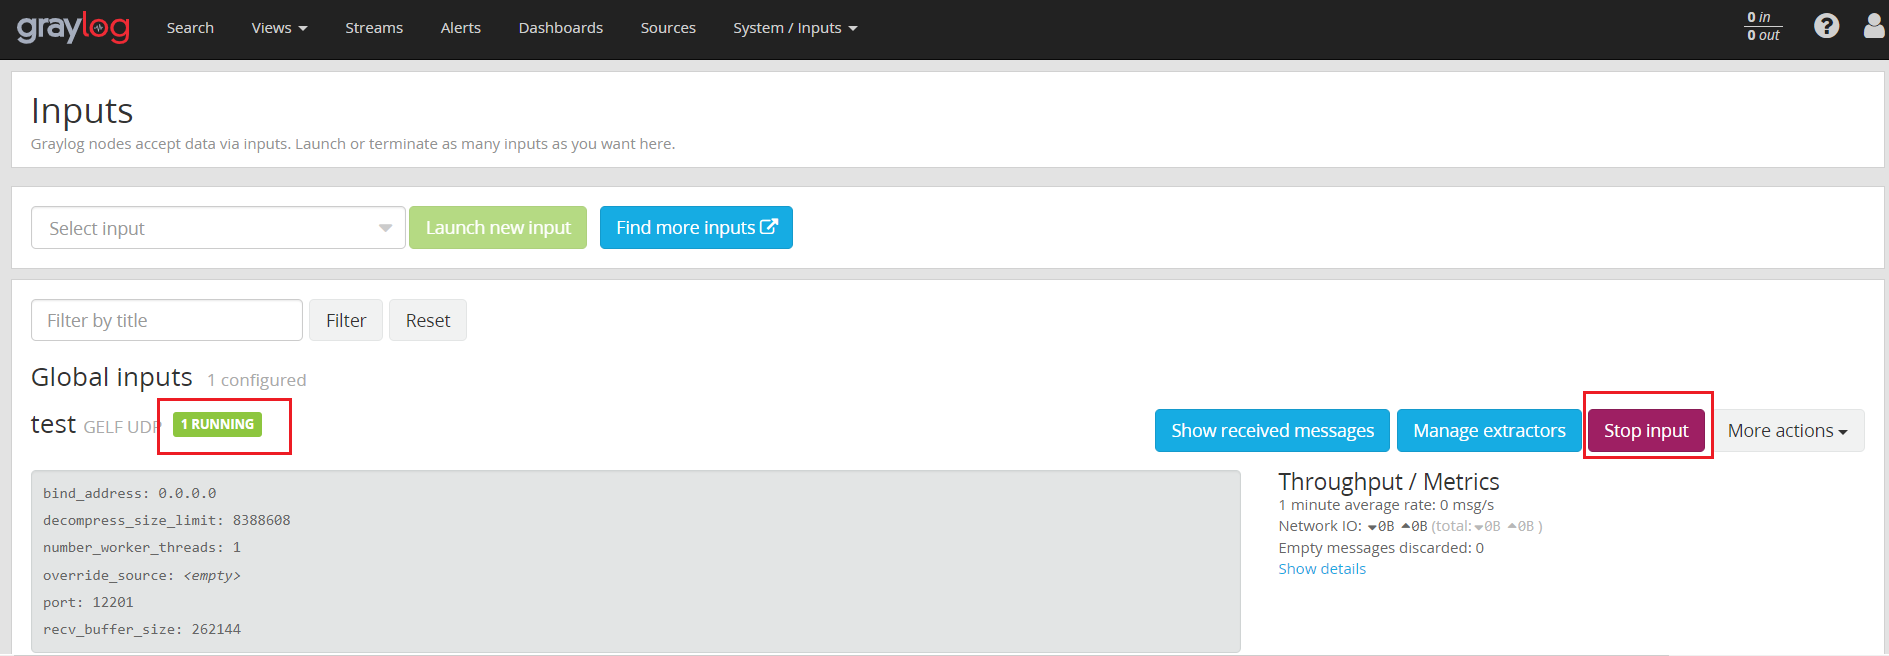 graylog Search Views Streams Alerts Dashboards Sources System / Inputs 0 in
0 out
Inputs
Graylog nodes accept data via inputs. Launch or terminate as many inputs as you want here.
Select input Launch new input Find more inputs
Filter by title Filter Reset
Global inputs 1 configured
test GELF UDP 1 RUNNING Show received messages Manage extractors Stop input More actions
bind_address: 0.0.0.0
decompress_size_limit: 8388608
number_worker_threads: 1
override_source: <empty>
port: 12201
recv_buffer_size: 262144
Throughput / Metrics
1 minute average rate: 0 msg/s
Network IO: 0B 0B (total: 0B 0B )
Empty messages discarded: 0
Show details